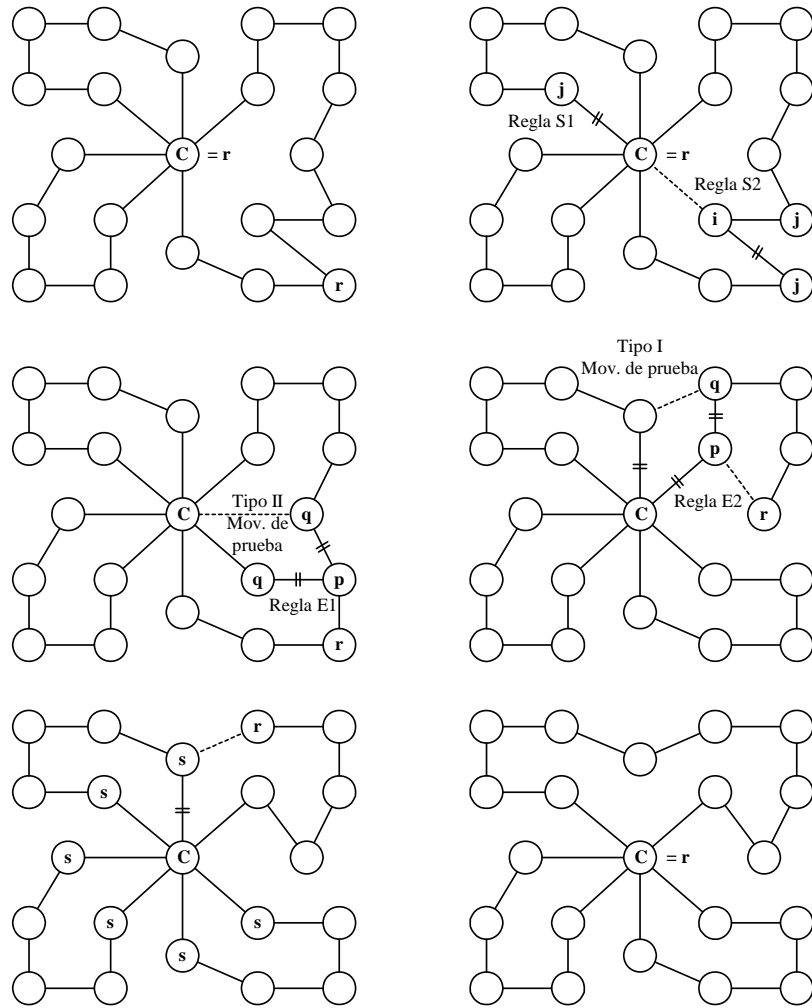 C = r
r
j
Regla S1
C = r
Regla S2
i j
j
Tipo II
C q
Mov. de
prueba
q p
Regla E1
r
Tipo I
Mov. de prueba
q
p
Regla E2
C r
r
s
s
s C
s s
s
C = r